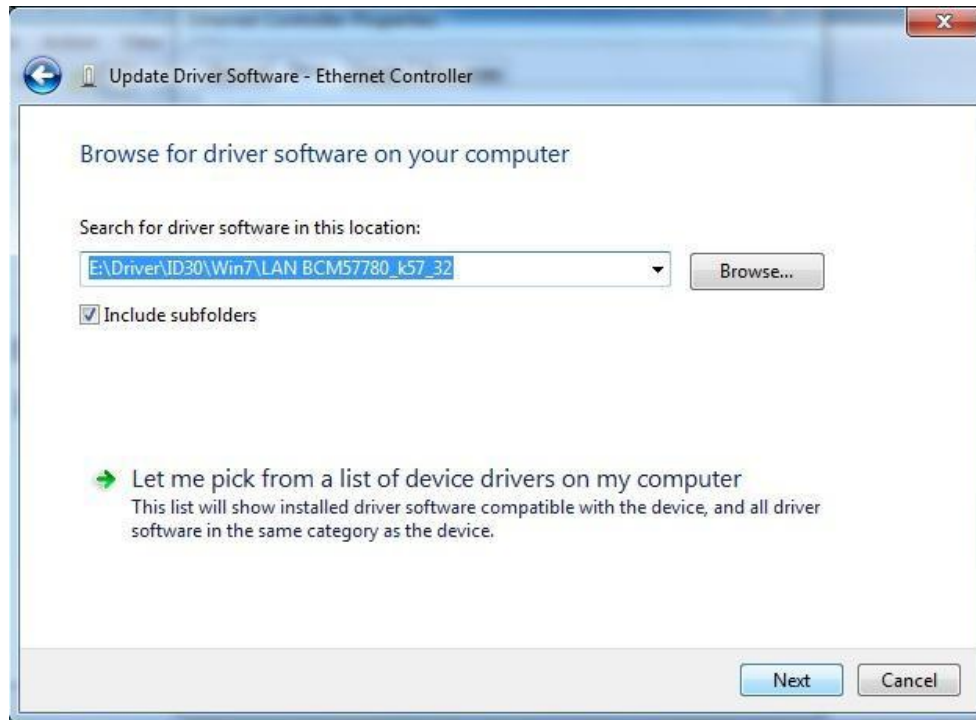 Update Driver Software - Ethernet Controller
Browse for driver software on your computer
Search for driver software in this location:
E:\Driver\ID30\Win7\LAN BCM57780_k57_32
Browse...
Include subfolders
Let me pick from a list of device drivers on my computer
This list will show installed driver software compatible with the device, and all driver
software in the same category as the device.
Next
Cancel